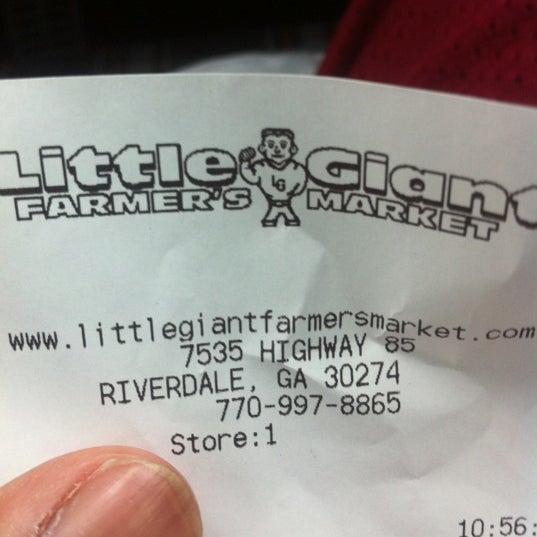 Little Giant
FARMER'S MARKET
LG
www.littlegiantfarmersmarket.com
7535 HIGHWAY 85
RIVERDALE, GA 30274
770-997-8865
Store:1
10:56: